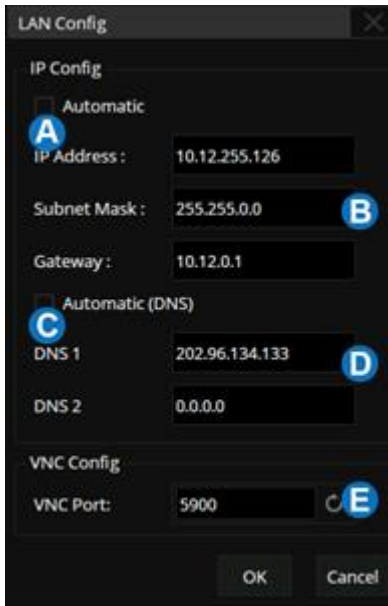 LAN Config
IP Config
Automatic
A
IP Address : 10.12.255.126
Subnet Mask : 255.255.0.0 B
Gateway : 10.12.0.1
Automatic (DNS)
C
DNS 1 202.96.134.133 D
DNS 2 0.0.0.0
VNC Config
VNC Port: 5900 E
OK Cancel